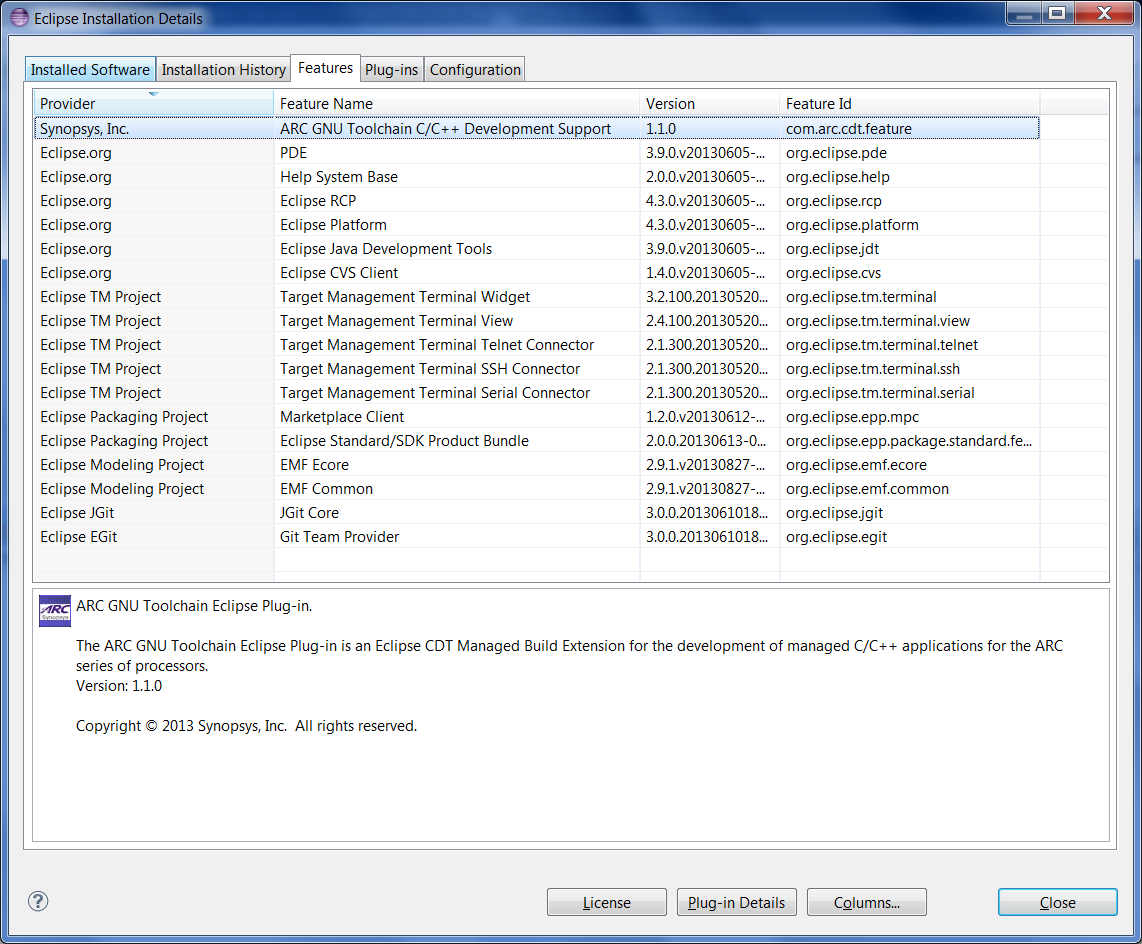 Eclipse Installation Details
Installed Software Installation History Features Plug-ins Configuration
Provider Feature Name Version Feature Id
Synopsys, Inc. ARC GNU Toolchain C/C++ Development Support 1.1.0 com.arc.cdt.feature
Eclipse.org PDE 3.9.0.v20130605-... org.eclipse.pde
Eclipse.org Help System Base 2.0.0.v20130605-... org.eclipse.help
Eclipse.org Eclipse RCP 4.3.0.v20130605-... org.eclipse.rcp
Eclipse.org Eclipse Platform 4.3.0.v20130605-... org.eclipse.platform
Eclipse.org Eclipse Java Development Tools 3.9.0.v20130605-... org.eclipse.jdt
Eclipse.org Eclipse CVS Client 1.4.0.v20130605-... org.eclipse.cvs
Eclipse TM Project Target Management Terminal Widget 3.2.100.20130520... org.eclipse.tm.terminal
Eclipse TM Project Target Management Terminal View 2.4.100.20130520... org.eclipse.tm.terminal.view
Eclipse TM Project Target Management Terminal Telnet Connector 2.1.300.20130520... org.eclipse.tm.terminal.telnet
Eclipse TM Project Target Management Terminal SSH Connector 2.1.300.20130520... org.eclipse.tm.terminal.ssh
Eclipse TM Project Target Management Terminal Serial Connector 2.1.300.20130520... org.eclipse.tm.terminal.serial
Eclipse Packaging Project Marketplace Client 1.2.0.v20130612-... org.eclipse.epp.mpc
Eclipse Packaging Project Eclipse Standard/SDK Product Bundle 2.0.0.20130613-0... org.eclipse.epp.package.standard.fe...
Eclipse Modeling Project EMF Ecore 2.9.1.v20130827-... org.eclipse.emf.ecore
Eclipse Modeling Project EMF Common 2.9.1.v20130827-... org.eclipse.emf.common
Eclipse JGit JGit Core 3.0.0.2013061018... org.eclipse.jgit
Eclipse EGit Git Team Provider 3.0.0.2013061018... org.eclipse.egit
ARC
Synopsys
ARC GNU Toolchain Eclipse Plug-in.
The ARC GNU Toolchain Eclipse Plug-in is an Eclipse CDT Managed Build Extension for the development of managed C/C++ applications for the ARC
series of processors.
Version: 1.1.0
Copyright © 2013 Synopsys, Inc.  All rights reserved.
? License Plug-in Details Columns... Close